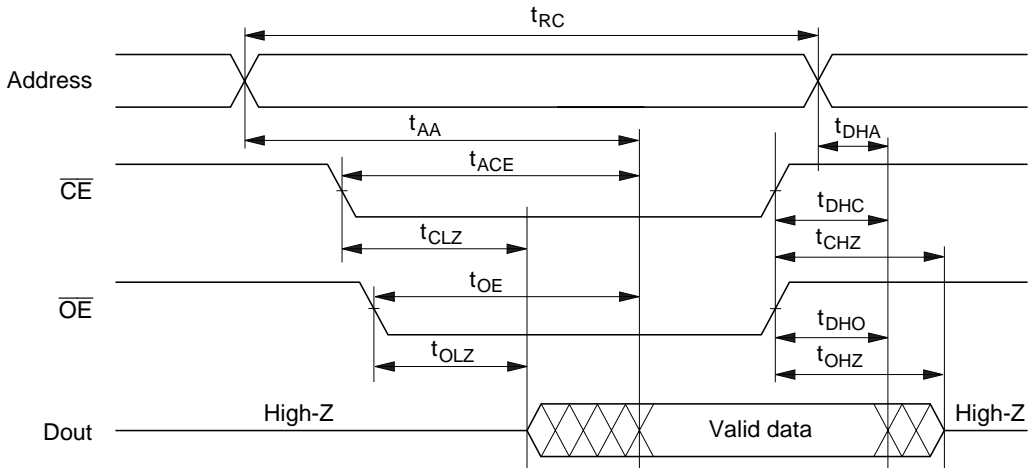 tRC
Address
tAA
tDHA
CE
tACE
tDHC
tCLZ
tCHZ
OE
tOE
tDHO
tOLZ
tOHZ
High-Z
High-Z
Dout
Valid data